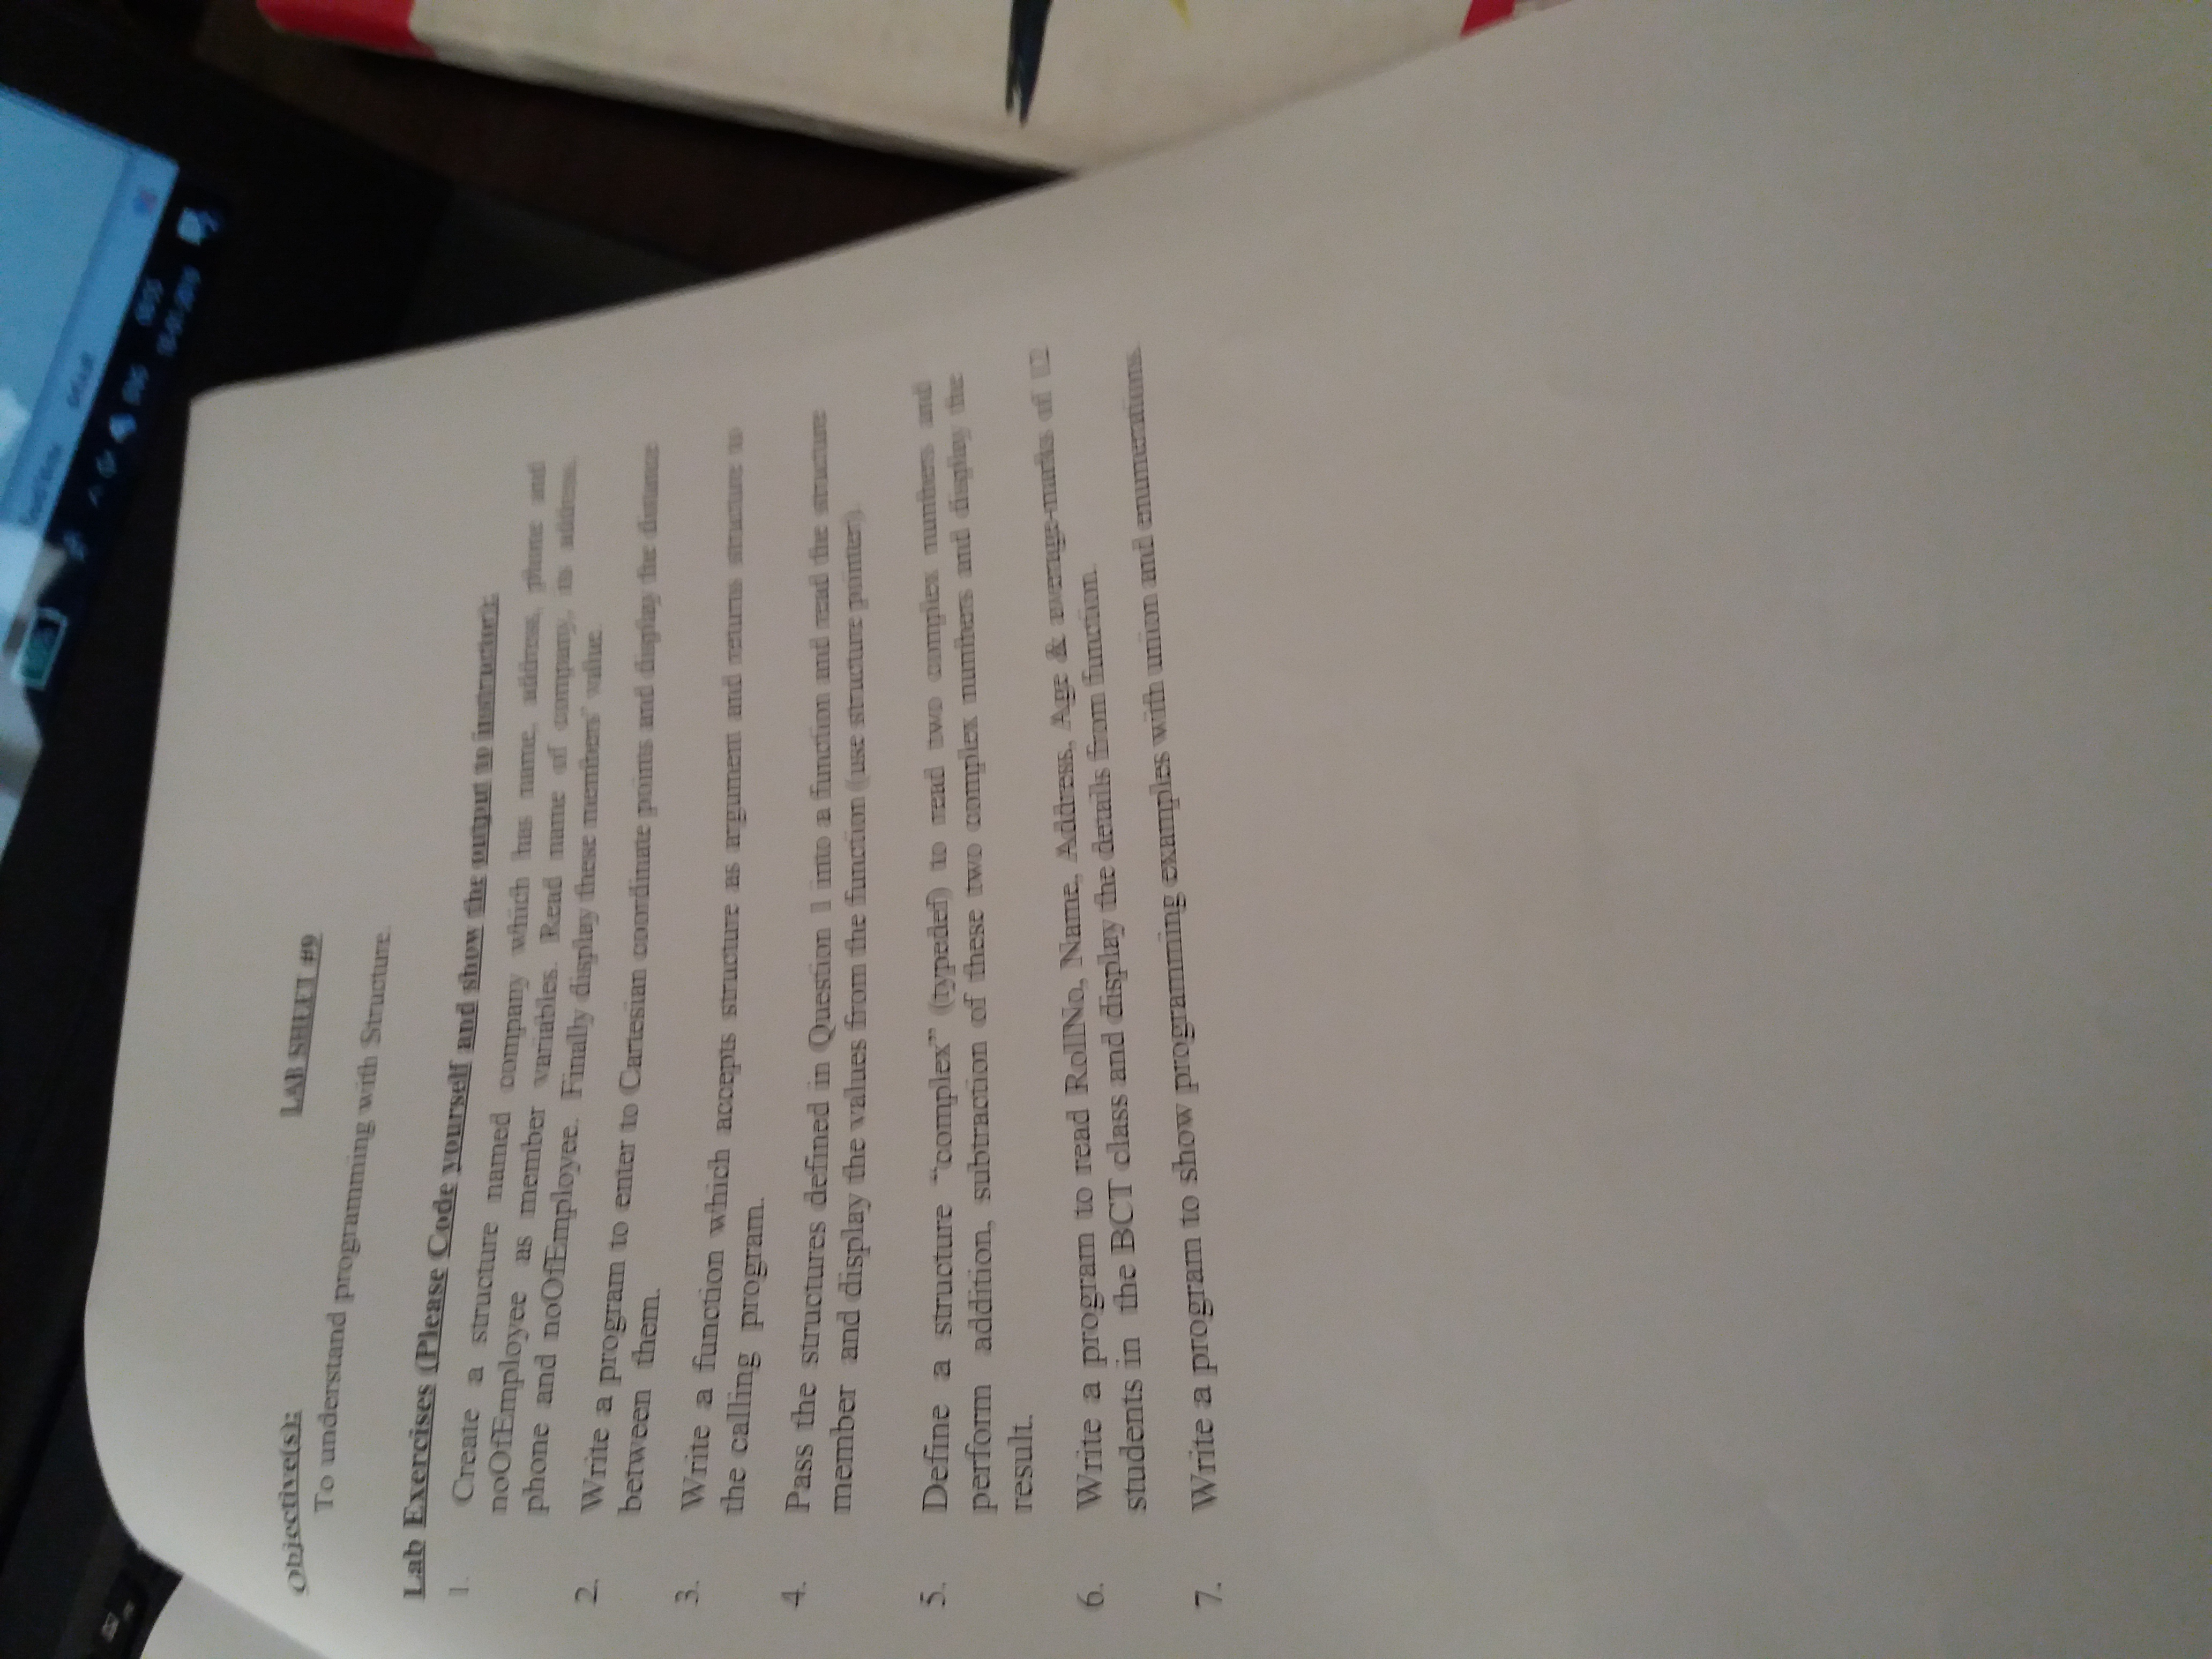 LAB SHEET #9
Objective(s):
To understand programming with Structure.
Lab Exercises (Please Code yourself and show the output to instructor):
1. Create a structure named company which has name, address, phone and
noOfEmployee as member variables. Read name of company, its address,
phone and noOfEmployee. Finally display these members' value.
2. Write a program to enter to Cartesian coordinate points and display the distance
between them.
3. Write a function which accepts structure as argument and returns structure to
the calling program.
4. Pass the structures defined in Question 1 into a function and read the structure
member and display the values from the function (use structure pointer).
5. Define a structure "complex" (typedef) to read two complex numbers and
perform addition, subtraction of these two complex numbers and display the
result.
6. Write a program to read RollNo, Name, Address, Age & average-marks of 12
students in the BCT class and display the details from function.
7. Write a program to show programming examples with union and enumerations.